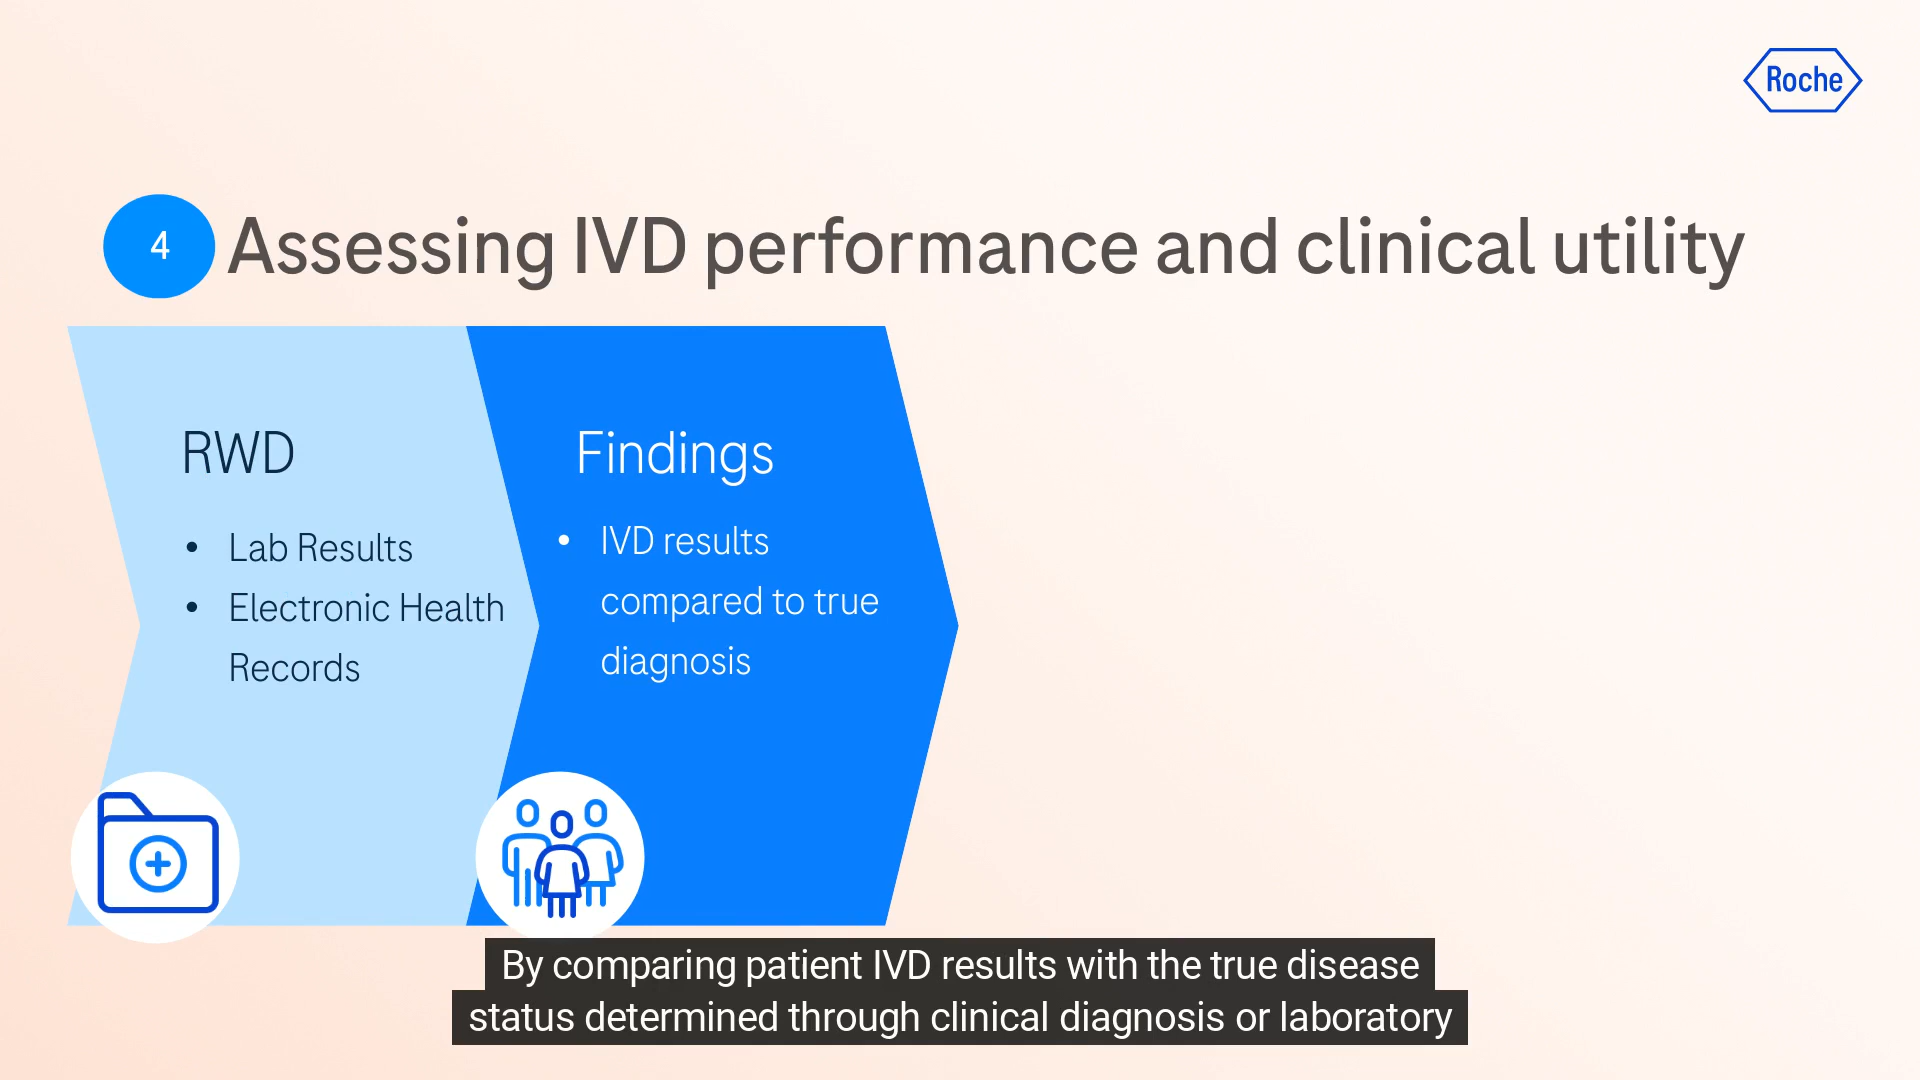 Roche
4 Assessing IVD performance and clinical utility
RWD
• Lab Results
• Electronic Health
Records
Findings
• IVD results
compared to true
diagnosis
By comparing patient IVD results with the true disease
status determined through clinical diagnosis or laboratory